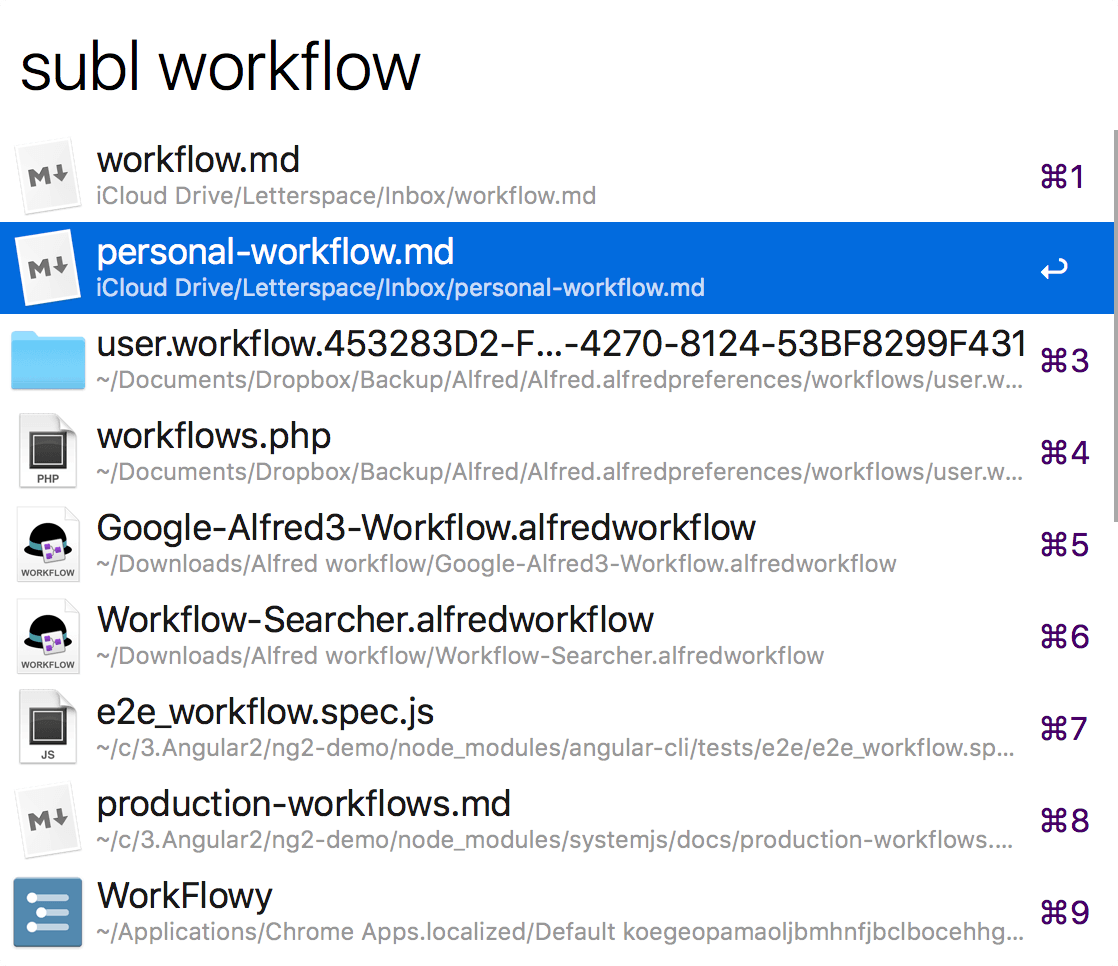 subl workflow
workflow.md
iCloud Drive/Letterspace/Inbox/workflow.md
⌘1
personal-workflow.md
iCloud Drive/Letterspace/Inbox/personal-workflow.md
↩
user.workflow.453283D2-F...-4270-8124-53BF8299F431
~/Documents/Dropbox/Backup/Alfred/Alfred.alfredpreferences/workflows/user.w...
⌘3
PHP
workflows.php
~/Documents/Dropbox/Backup/Alfred/Alfred.alfredpreferences/workflows/user.w...
⌘4
WORKFLOW
Google-Alfred3-Workflow.alfredworkflow
~/Downloads/Alfred workflow/Google-Alfred3-Workflow.alfredworkflow
⌘5
WORKFLOW
Workflow-Searcher.alfredworkflow
~/Downloads/Alfred workflow/Workflow-Searcher.alfredworkflow
⌘6
JS
e2e_workflow.spec.js
~/c/3.Angular2/ng2-demo/node_modules/angular-cli/tests/e2e/e2e_workflow.sp...
⌘7
production-workflows.md
~/c/3.Angular2/ng2-demo/node_modules/systemjs/docs/production-workflows....
⌘8
WorkFlowy
~/Applications/Chrome Apps.localized/Default koegeopamaoljbmhnfjbclbocehhg...
⌘9